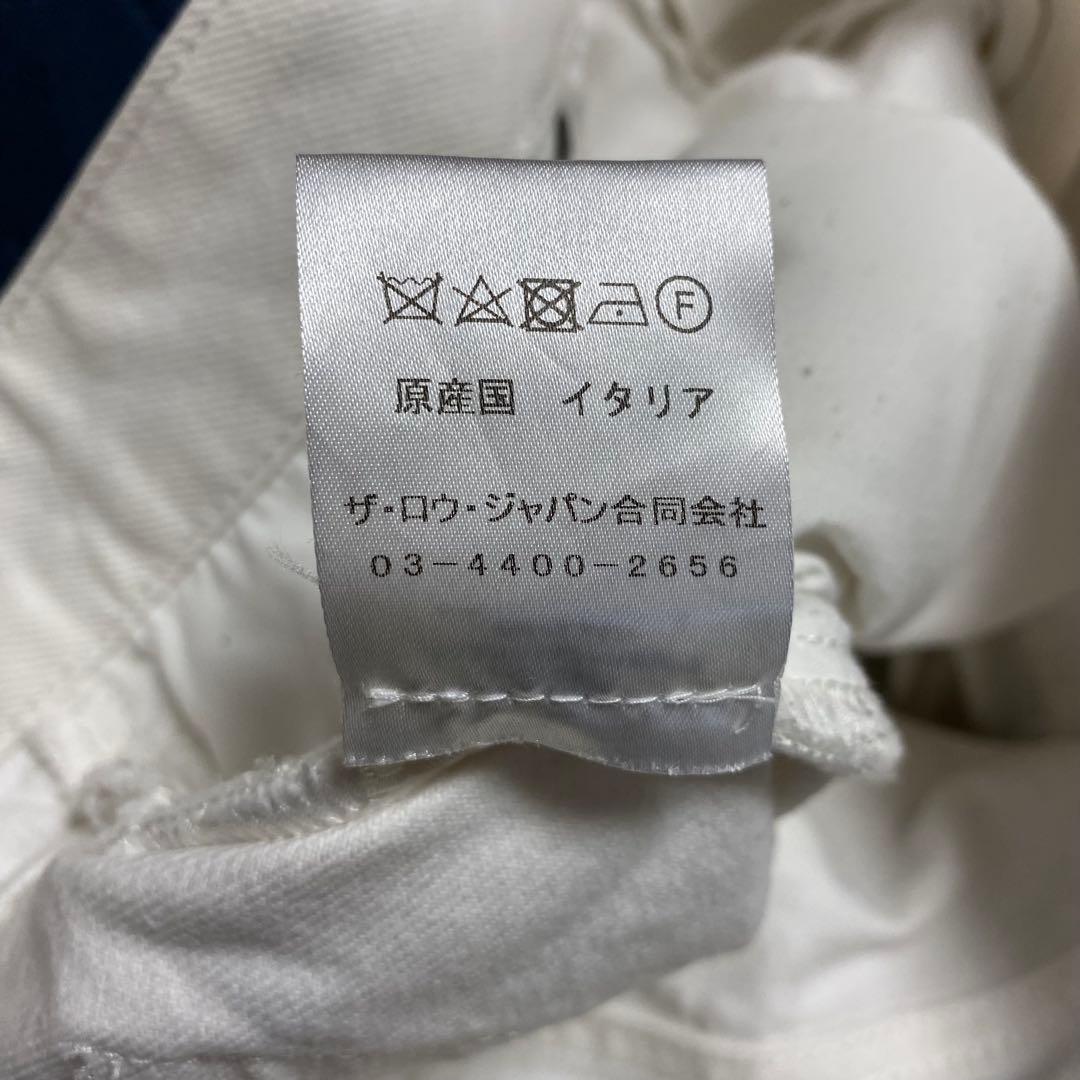 F
原産国　イタリア
ザ・ロウ・ジャパン合同会社
03-4400-2656